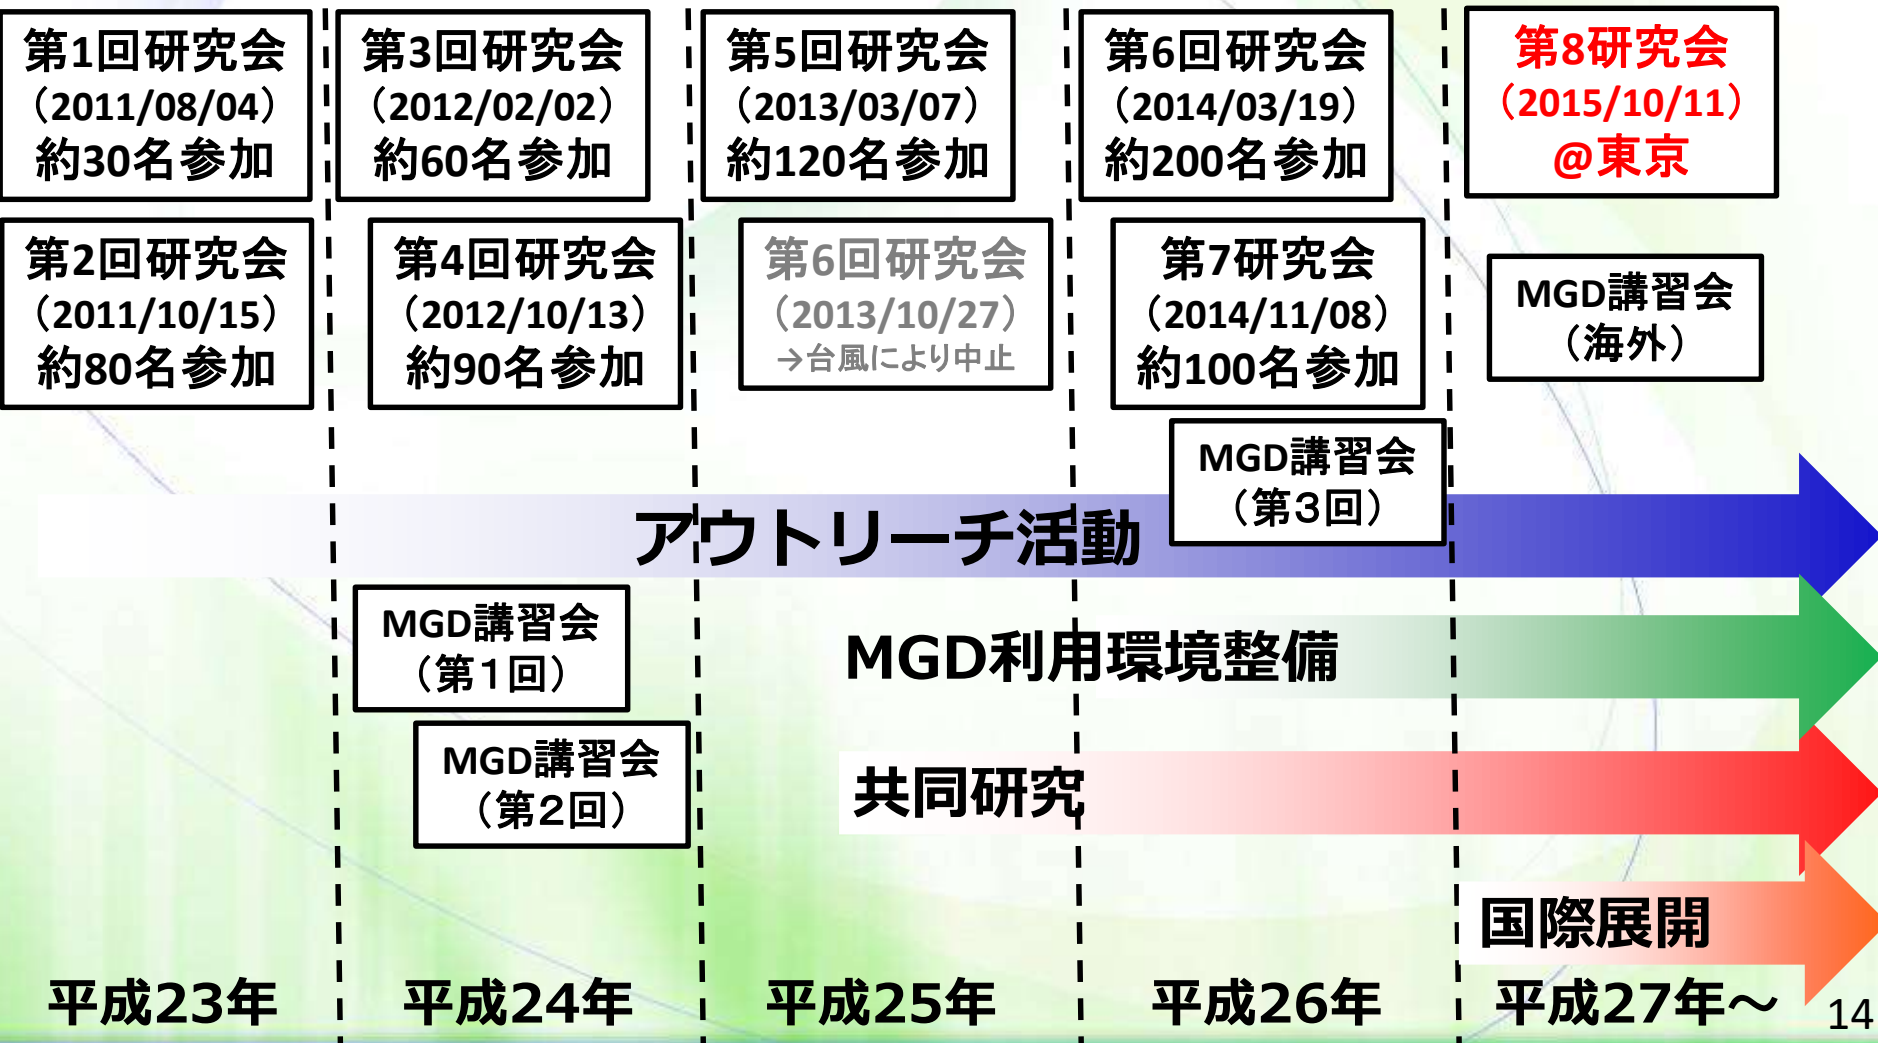 第1回研究会
（2011/08/04）
約30名参加
第3回研究会
（2012/02/02）
約60名参加
第5回研究会
（2013/03/07）
約120名参加
第6回研究会
（2014/03/19）
約200名参加
第8研究会
（2015/10/11）
@東京
第2回研究会
（2011/10/15）
約80名参加
第4回研究会
（2012/10/13）
約90名参加
第6回研究会
（2013/10/27）
→台風により中止
第7研究会
（2014/11/08）
約100名参加
MGD講習会
（海外）
MGD講習会
（第３回）
アウトリーチ活動
MGD講習会
（第１回）
MGD利用環境整備
MGD講習会
（第２回）
共同研究
国際展開
平成23年
平成24年
平成25年
平成26年
平成27年～
14